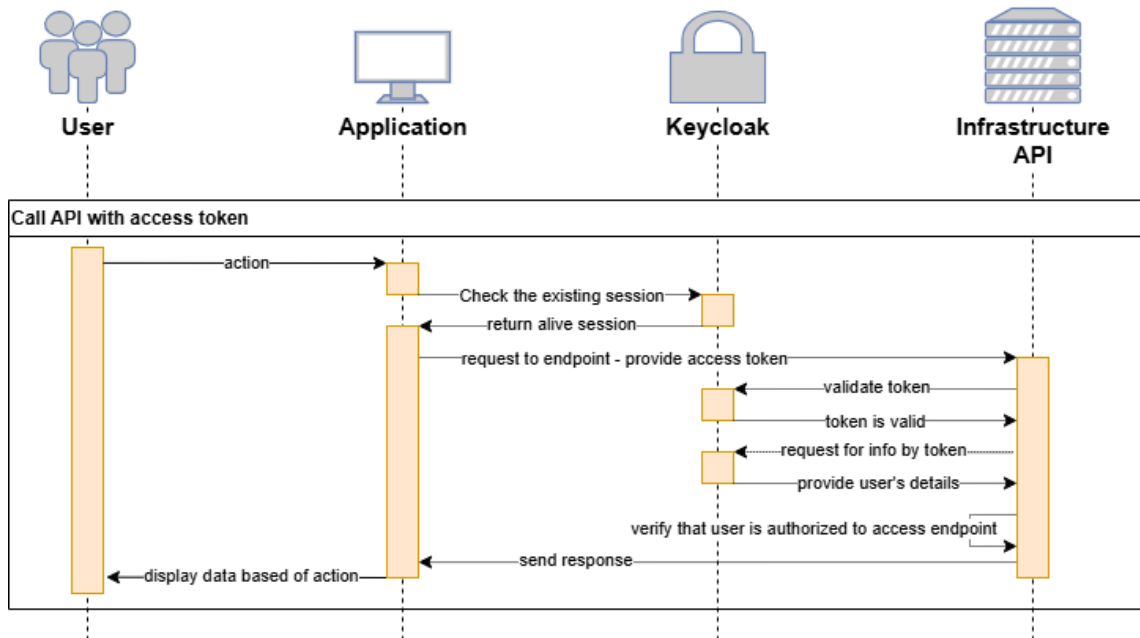 User
Application
Keycloak
Infrastructure
API
Call API with access token
action
Check the existing session
return alive session
request to endpoint - provide access token
validate token
token is valid
request for info by token
provide user's details
verify that user is authorized to access endpoint
send response
display data based of action